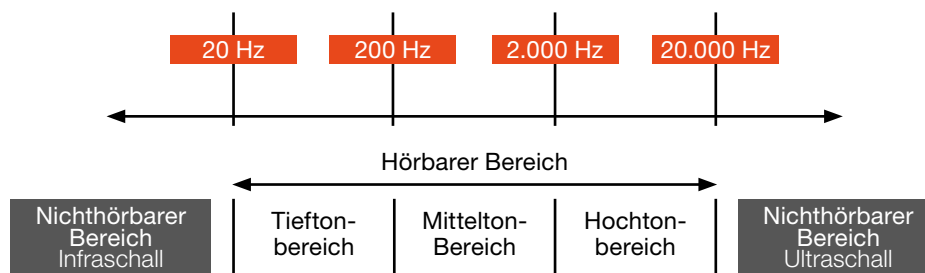 20 Hz
200 Hz
2.000 Hz
20.000 Hz
Hörbarer Bereich
Nichthörbarer
Bereich
Infraschall
Tiefton-
bereich
Mittelton-
Bereich
Hochton-
bereich
Nichthörbarer
Bereich
Ultraschall